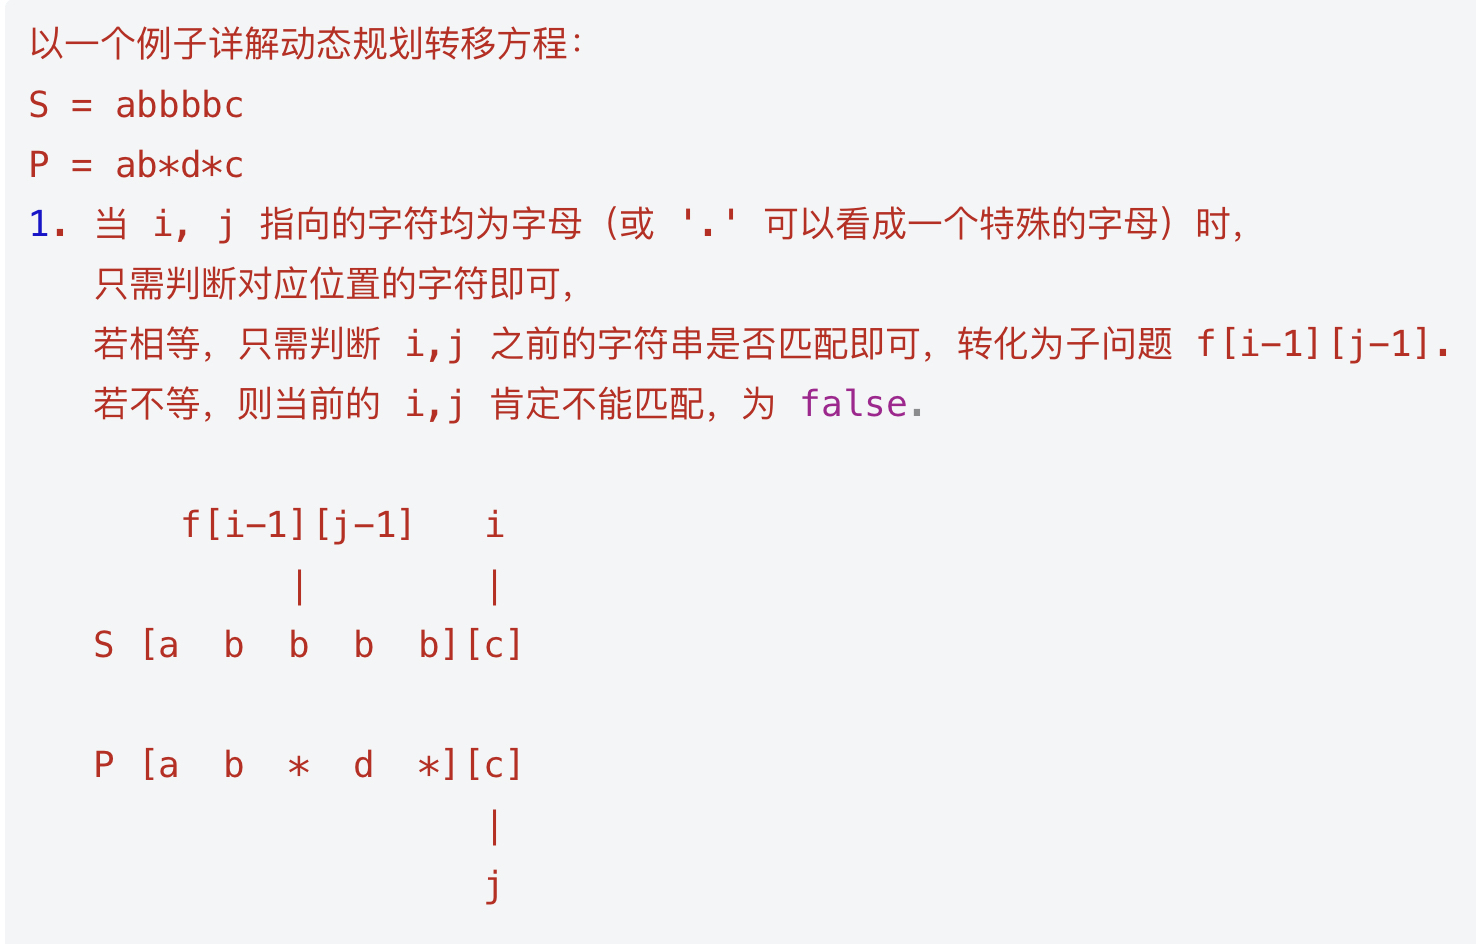 以一个例子详解动态规划转移方程：
S = abbbbc
P = ab*d*c
1. 当 i, j 指向的字符均为字母（或 '.' 可以看成一个特殊的字母）时，
只需判断对应位置的字符即可，
若相等，只需判断 i,j 之前的字符串是否匹配即可，转化为子问题 f[i-1][j-1].
若不等，则当前的 i,j 肯定不能匹配，为 false.
f[i-1][j-1] i
| |
S [a b b b b][c]
P [a b * d *][c]
|
j